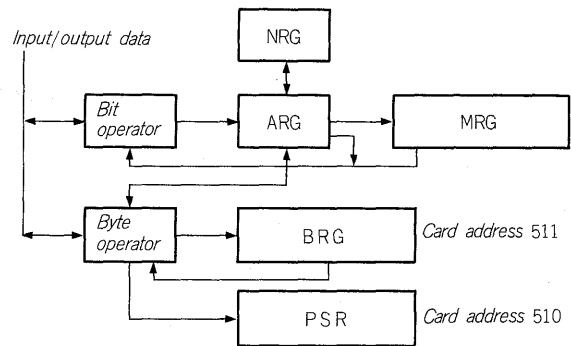 Input/output data
NRG
Bit
operator
ARG
MRG
Byte
operator
BRG
Card address 511
PSR
Card address 510